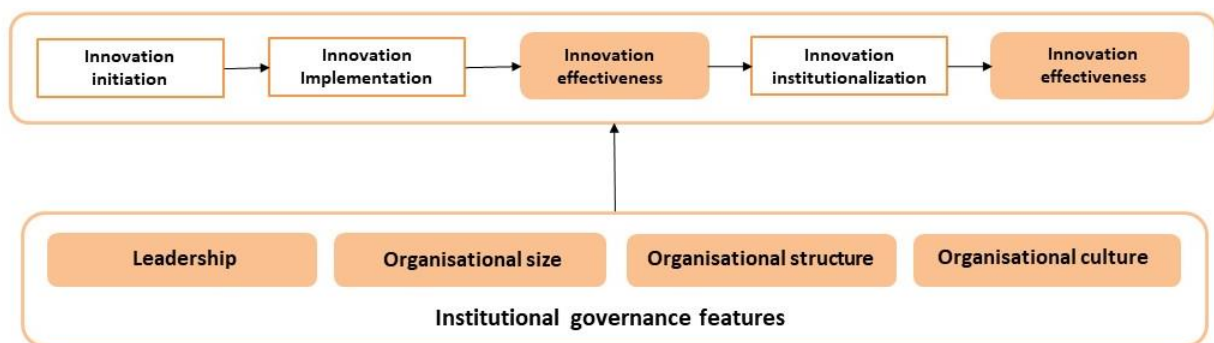 Innovation
initiation
Innovation
Implementation
Innovation
effectiveness
Innovation
institutionalization
Innovation
effectiveness
Leadership
Organisational size
Organisational structure
Organisational culture
Institutional governance features